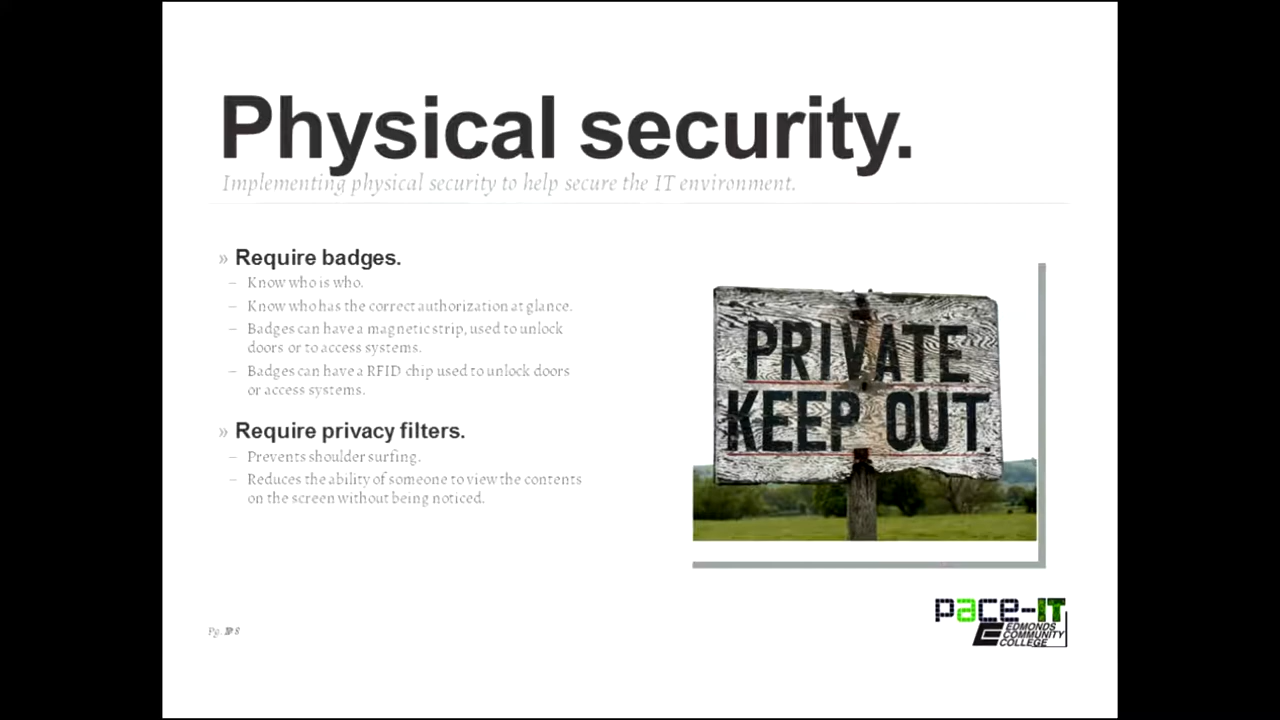 Physical security.
Implementing physical security to help secure the IT environment.
» Require badges.
– Know who is who.
– Know who has the correct authorization at glance.
– Badges can have a magnetic strip, used to unlock
doors or to access systems.
– Badges can have a RFID chip used to unlock doors
or access systems.
» Require privacy filters.
– Prevents shoulder surfing.
– Reduces the ability of someone to view the contents
on the screen without being noticed.
PRIVATE
KEEP OUT.
Pg.
pace-IT
EDMONDS
COMMUNITY
COLLEGE